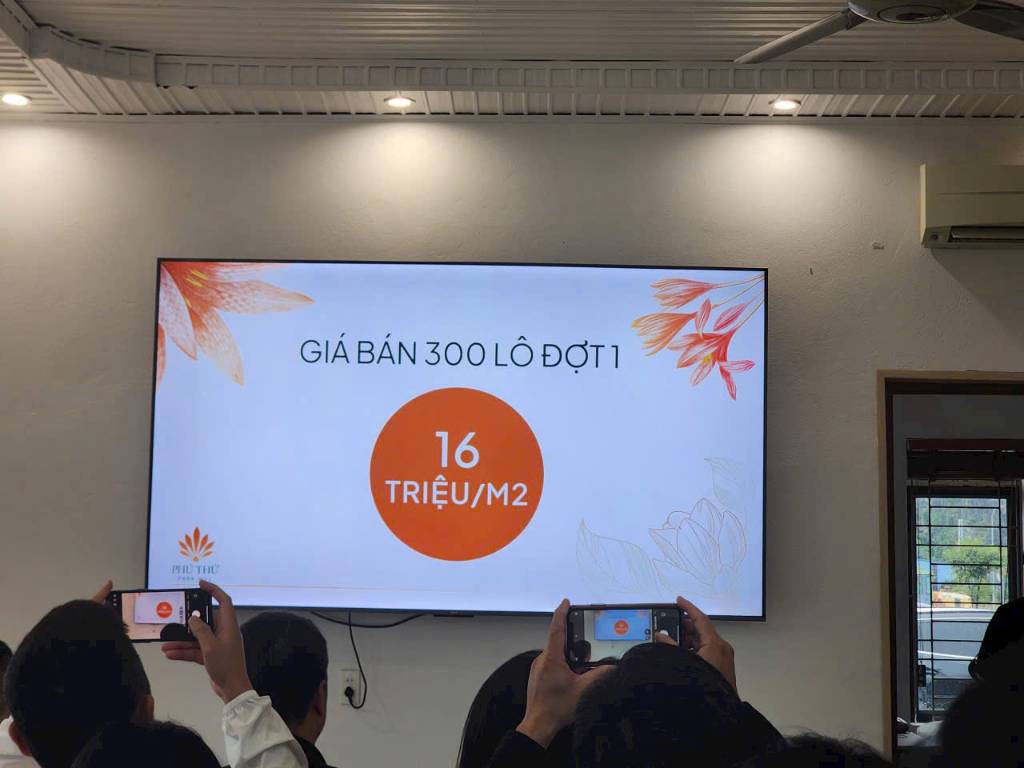 GIÁ BÁN 300 LÔ ĐỢT 1
16
TRIỆU/M2
PHÚ THỨ